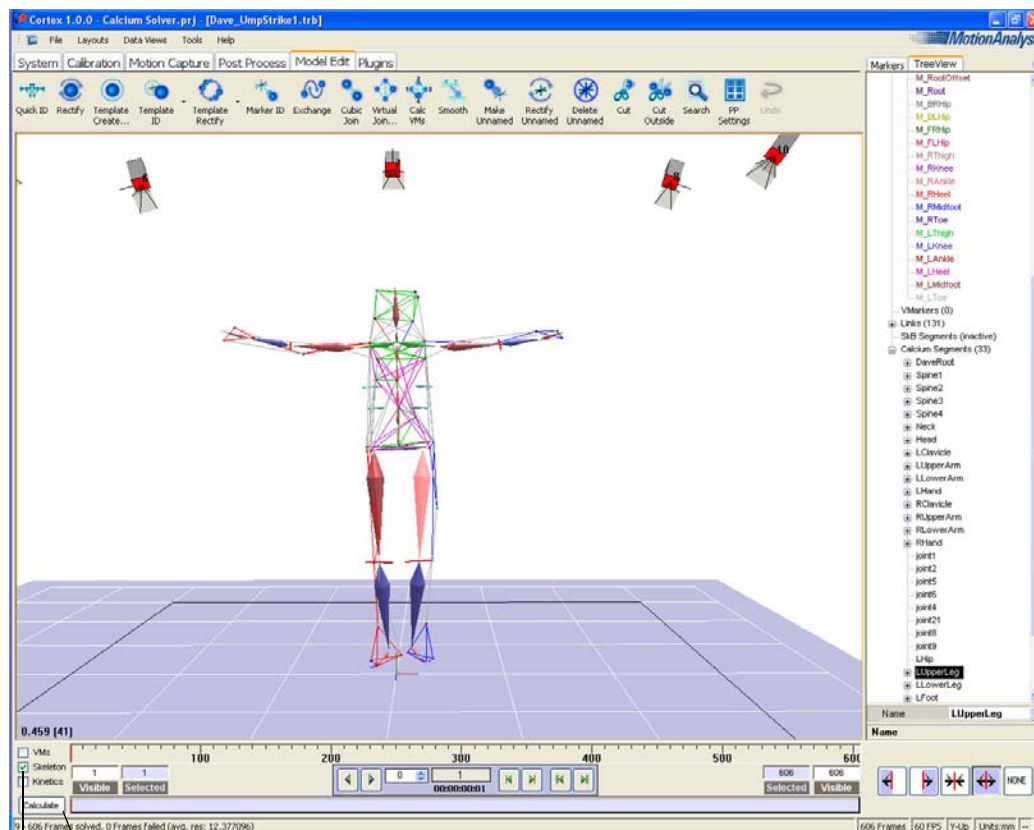 Cortex 1.0.0 - Calcium Solver.prj - [Dave_UmpStrike1.trb]
File Layouts Data Views Tools Help
MotionAnalys
System Calibration Motion Capture Post Process Model Edit Plugins
Markers TreeView
Quick ID Rectify Template Create... Template ID Template Rectify Marker ID Exchange Cubic Join Virtual Join... Calc VMs Smooth Make Unnamed Rectify Unnamed Delete Unnamed Cut Cut Outside Search PP Settings Undo
M_RootOffset
M_Root
M_BRHip
M_BLHip
M_FRHip
M_FLHip
M_RThigh
M_RKnee
M_RAnkle
M_RHeel
M_RMidfoot
M_RToe
M_LThigh
M_LKnee
M_LAnkle
M_LHeel
M_LMidfoot
M_LToe
VMarkers (0)
Links (131)
SkB Segments (inactive)
Calcium Segments (33)
DaveRoot
Spine1
Spine2
Spine3
Spine4
Neck
Head
LClavicle
LUpperArm
LLowerArm
LHand
RClavicle
RUpperArm
RLowerArm
RHand
joint1
joint2
joint5
joint6
joint4
joint21
joint8
joint9
LHip
LUpperLeg
LLowerLeg
LFoot
Name LUpperLeg
Name
10
0.459 (41)
VMs
Skeleton
Kinetics
Calculate
100 200 300 400 500 600
1 1 0 1 606 606
Visible Selected 00:00:00:01 Selected Visible
NONE
606 Frames solved, 0 Frames failed (avg. res: 12.377096)
606 Frames 60 FPS Y-Up Units:mm --